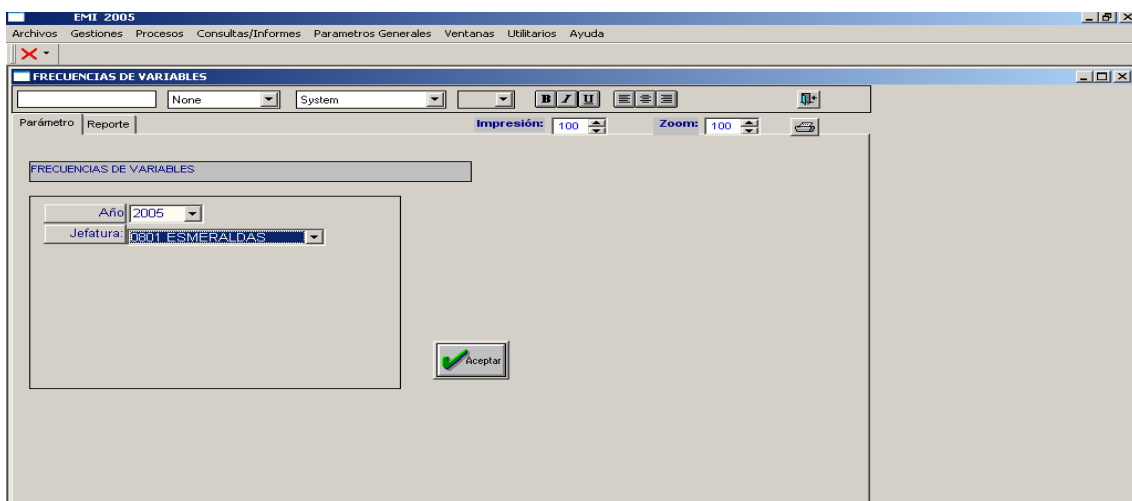 EMI 2005
Archivos Gestiones Procesos Consultas/Informes Parametros Generales Ventanas Utilitarios Ayuda
FRECUENCIAS DE VARIABLES
None System B I U
Parámetro Reporte Impresión: 100 Zoom: 100
FRECUENCIAS DE VARIABLES
Año 2005
Jefatura: 0801 ESMERALDAS
Aceptar